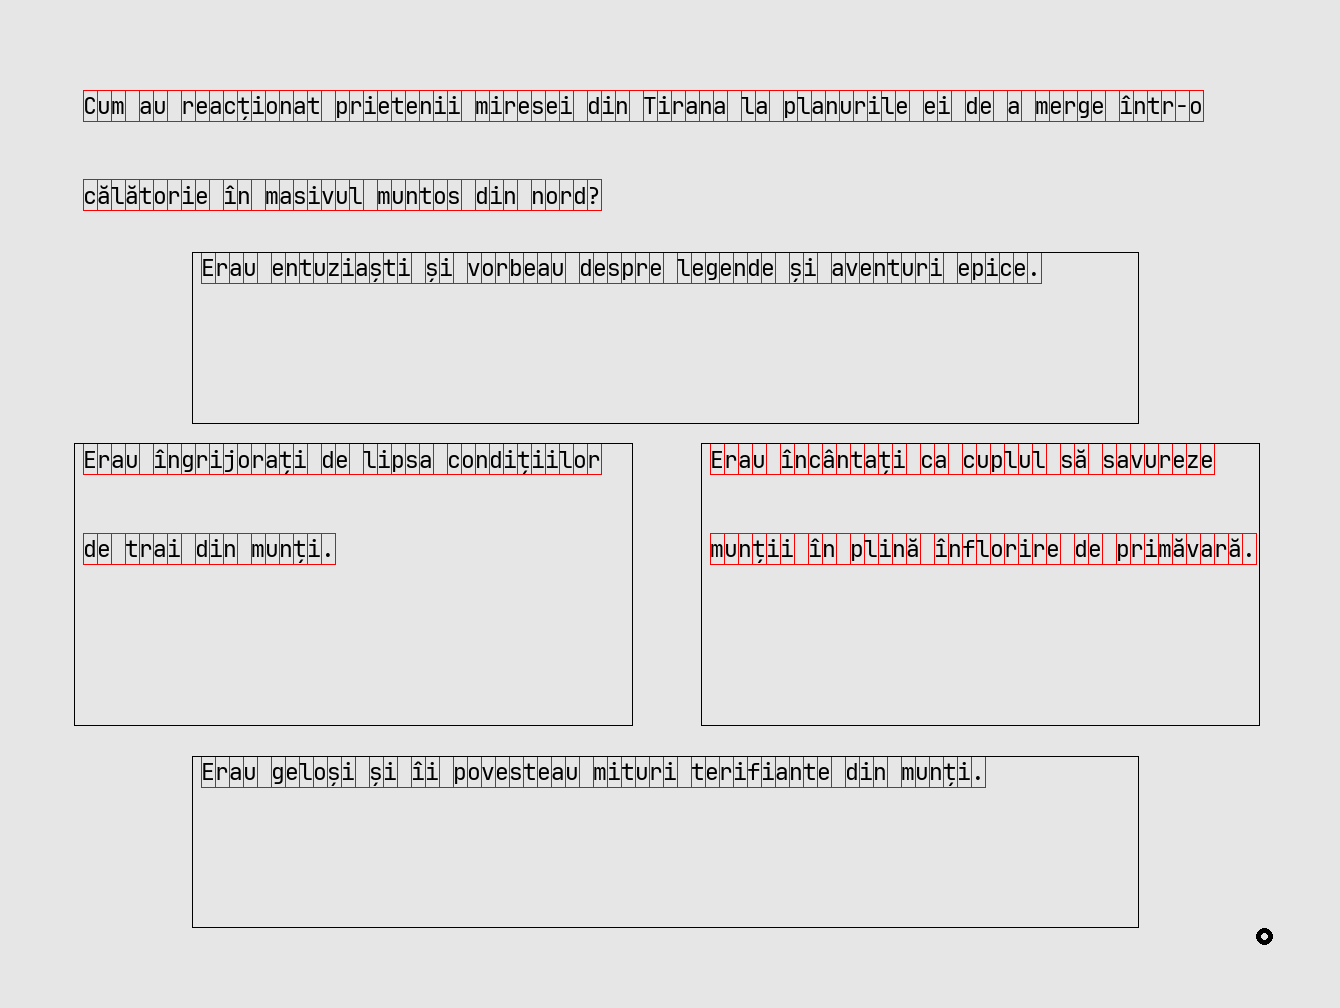 Cum au reacționat prietenii miresei din Tirana la planurile ei de a merge într-o
călătorie în masivul muntos din nord?
Erau entuziaști și vorbeau despre legende și aventuri epice.
Erau îngrijorați de lipsa condițiilor
de trai din munți.
Erau încântați ca cuplul să savureze
munții în plină înflorire de primăvară.
Erau geloși și îi povesteau mituri terifiante din munți.